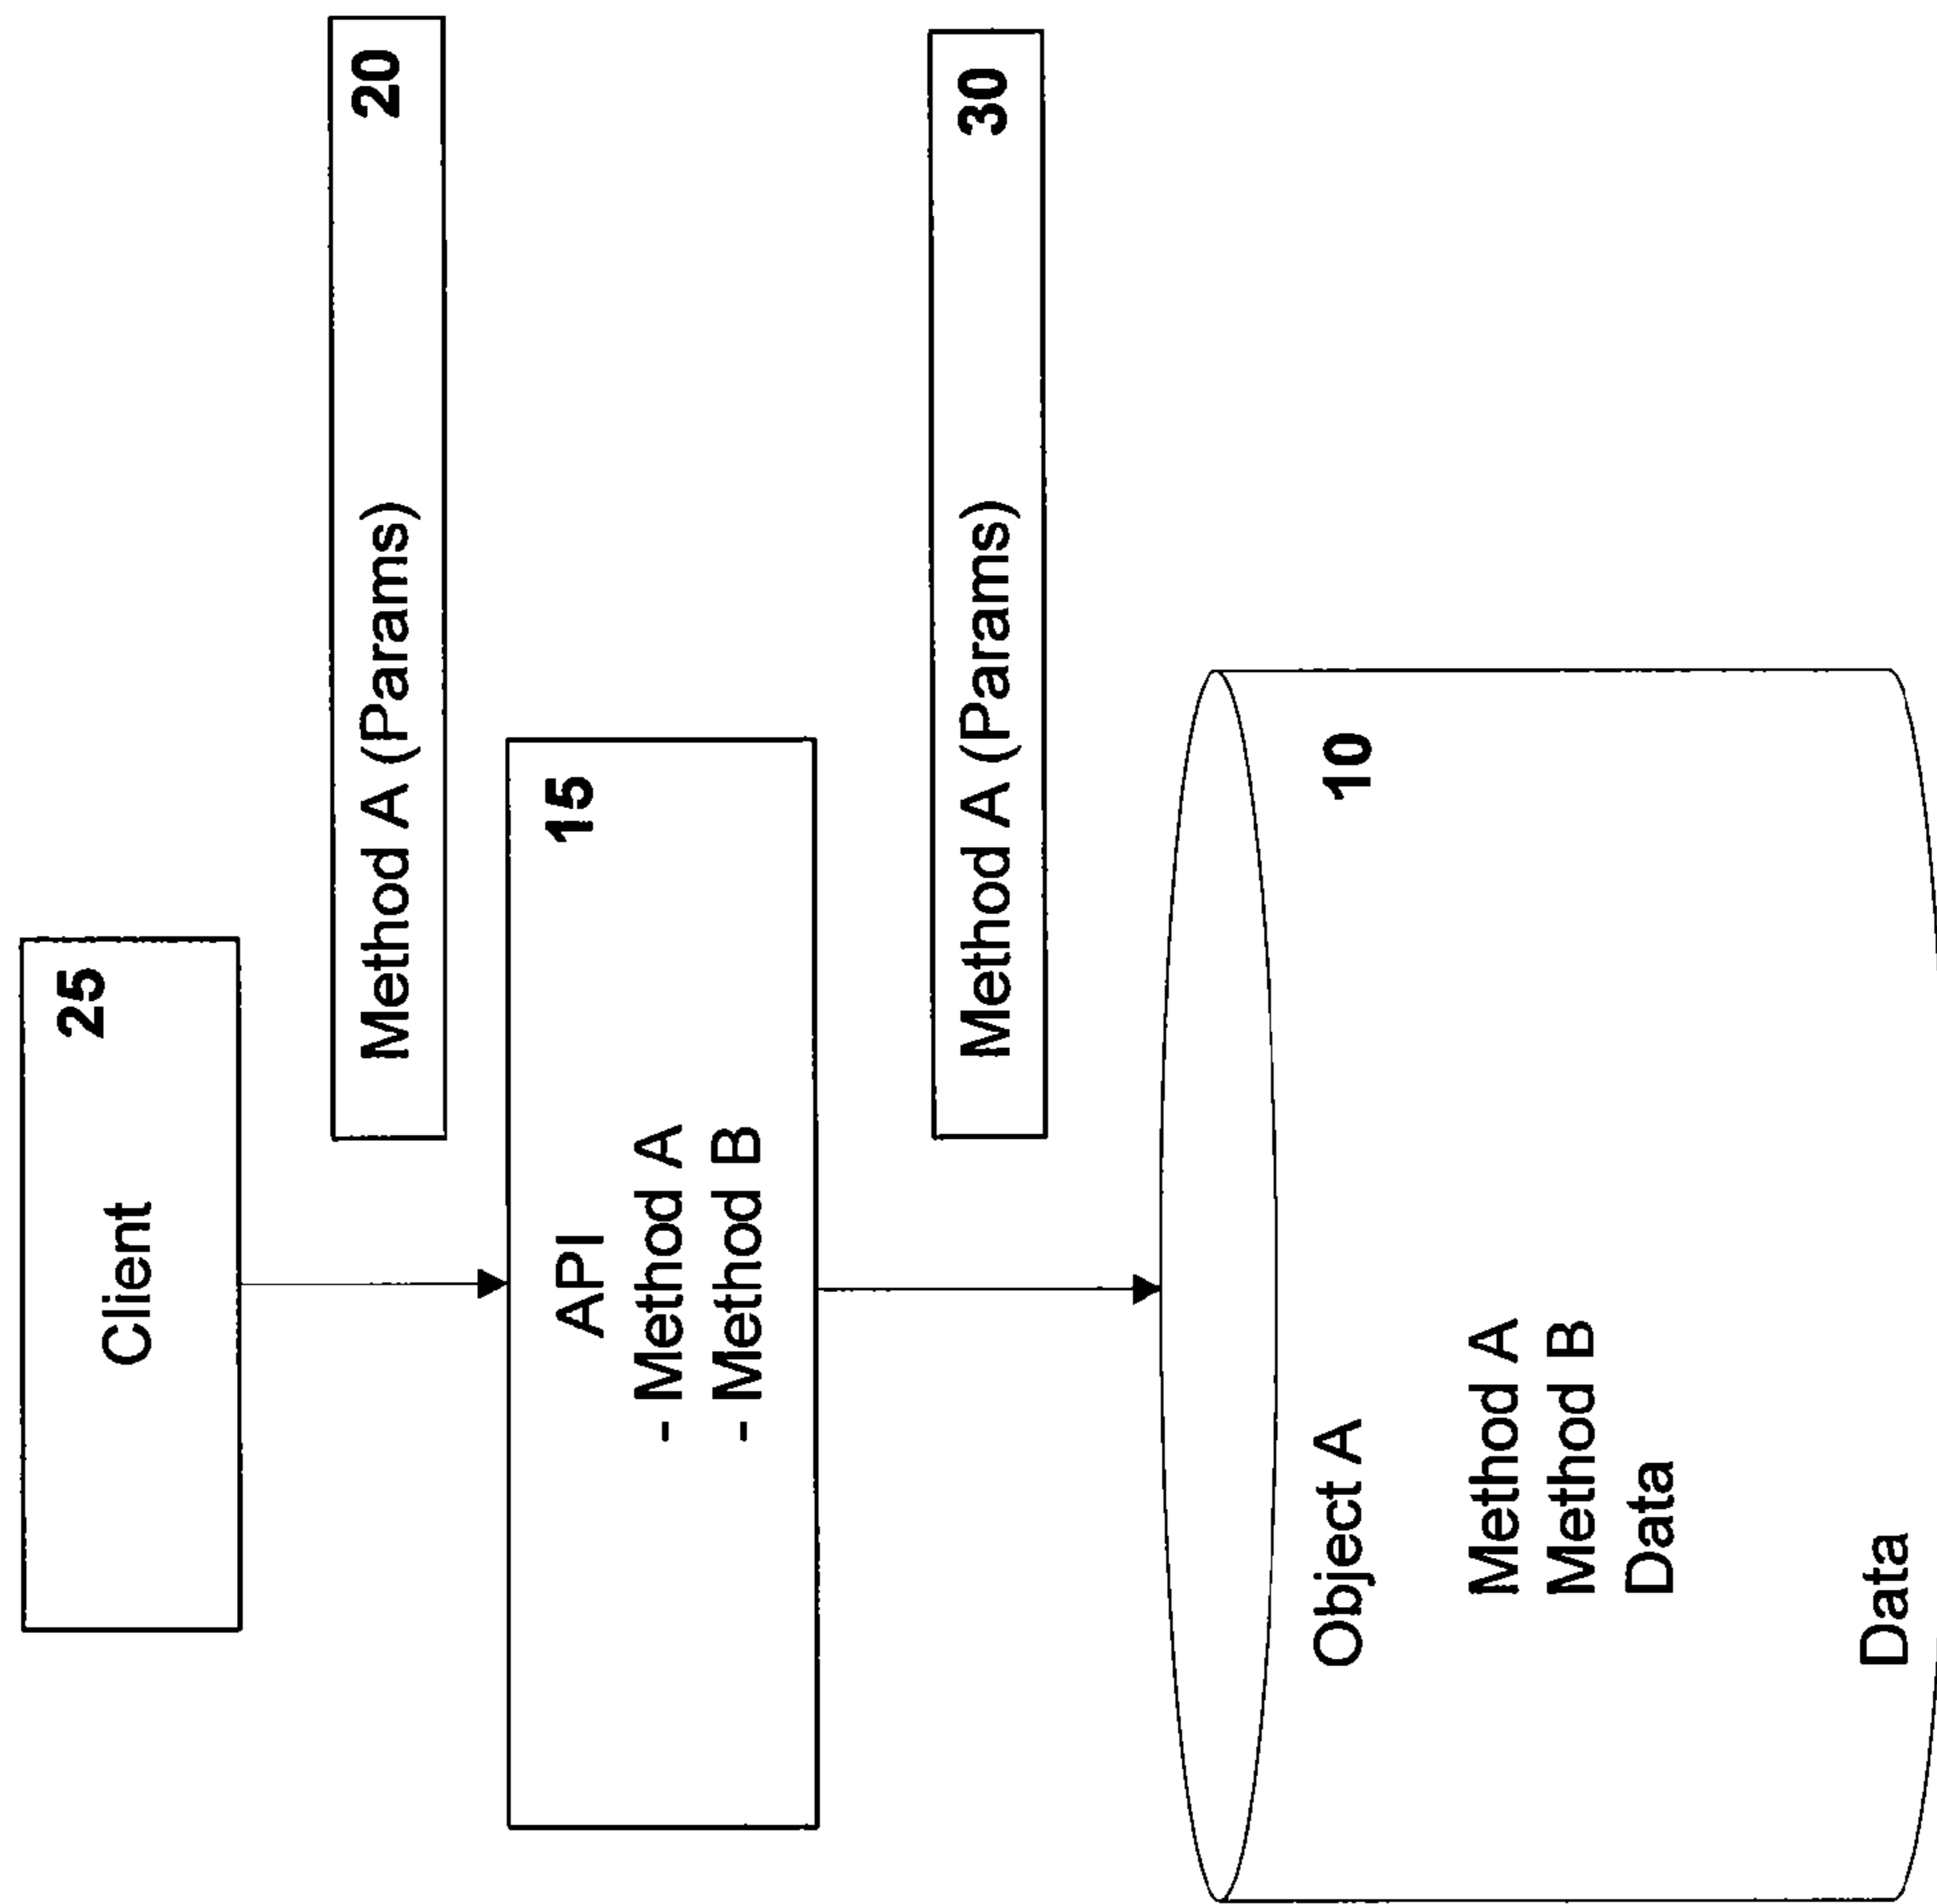 Client
25
Method A (Params)
20
API
15
- Method A
- Method B
Method A (Params)
30
Object A
10
Method A
Method B
Data
Data